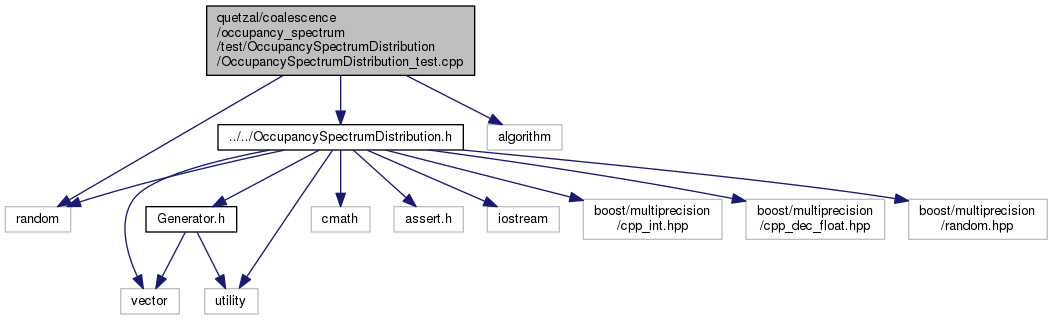 quetzal/coalescence
/occupancy_spectrum
/test/OccupancySpectrumDistribution
/OccupancySpectrumDistribution_test.cpp
../../OccupancySpectrumDistribution.h
algorithm
random
Generator.h
cmath
assert.h
iostream
boost/multiprecision
/cpp_int.hpp
boost/multiprecision
/cpp_dec_float.hpp
boost/multiprecision
/random.hpp
vector
utility